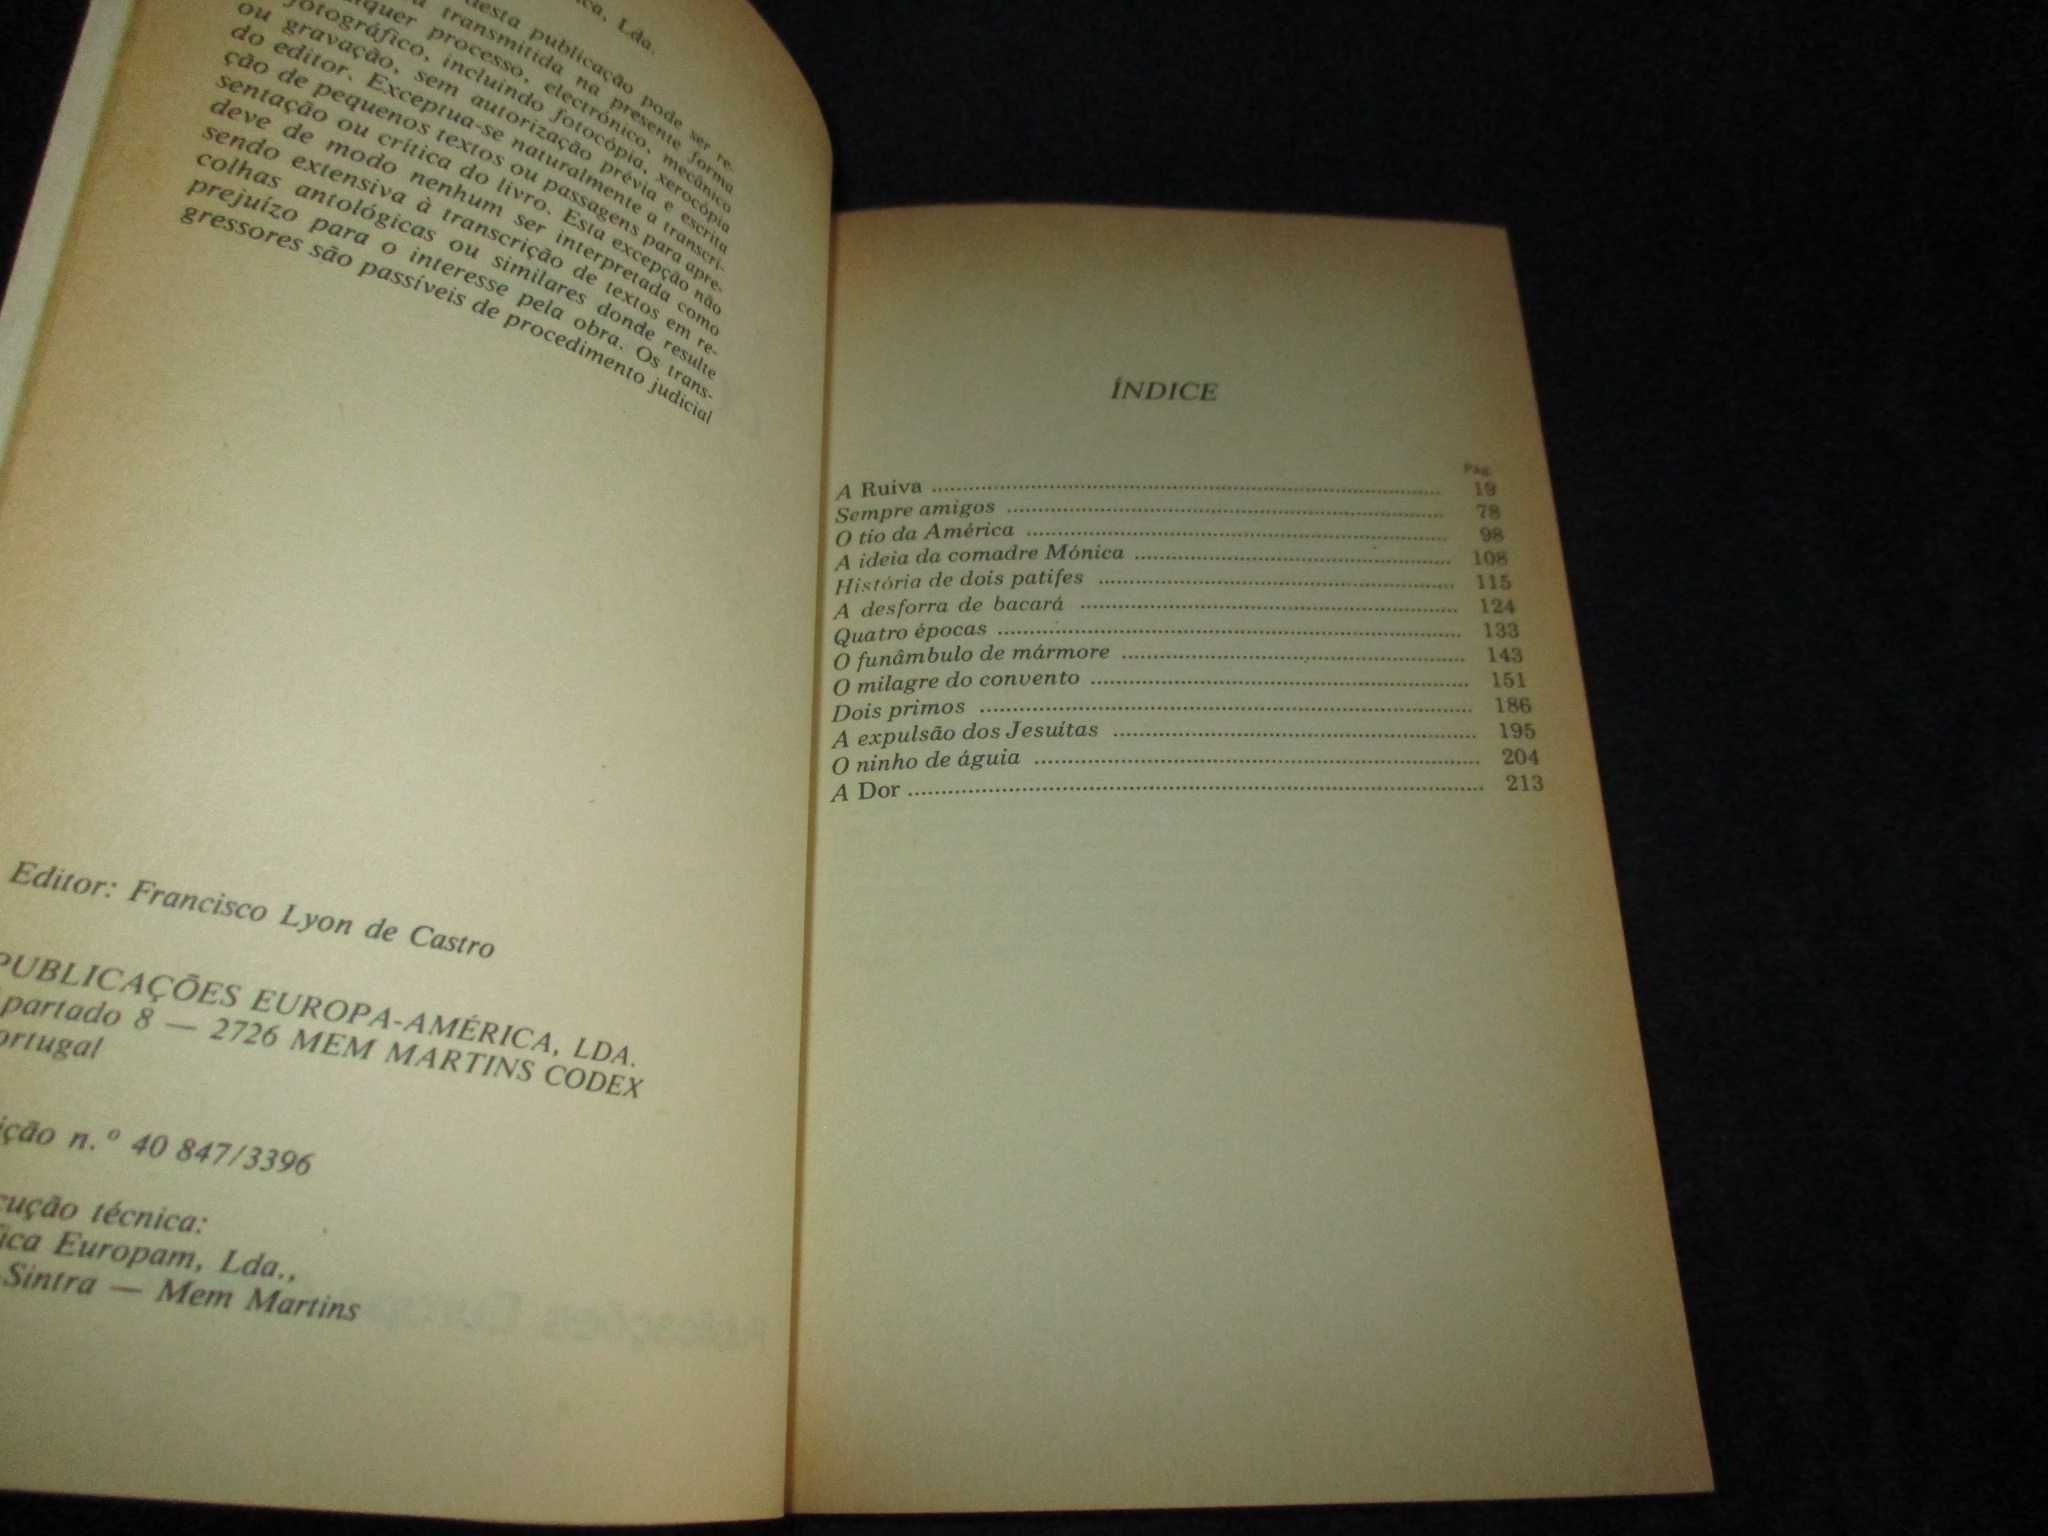 ca, Lda.
desta publicação pode ser re-
transmitida na presente forma
qualquer processo, electrónico, mecânico
fotográfico, incluindo fotocópia, xerocópia
ou gravação, sem autorização prévia e escrita
do editor. Exceptua-se naturalmente a transcri-
ção de pequenos textos ou passagens para apre-
sentação ou crítica do livro. Esta excepção não
deve de modo nenhum ser interpretada como
sendo extensiva à transcrição de textos em re-
colhas antológicas ou similares donde resulte
prejuízo para o interesse pela obra. Os trans-
gressores são passíveis de procedimento judicial
Editor: Francisco Lyon de Castro
PUBLICAÇÕES EUROPA-AMÉRICA, LDA.
partado 8 — 2726 MEM MARTINS CODEX
ortugal
ição n.º 40 847/3396
cução técnica:
ica Europam, Lda.,
Sintra — Mem Martins
ÍNDICE
Pág.
A Ruiva ........ 19
Sempre amigos ........ 78
O tio da América ........ 98
A ideia da comadre Mónica ........ 108
História de dois patifes ........ 115
A desforra de bacará ........ 124
Quatro épocas ........ 133
O funâmbulo de mármore ........ 143
O milagre do convento ........ 151
Dois primos ........ 186
A expulsão dos Jesuítas ........ 195
O ninho de águia ........ 204
A Dor ........ 213